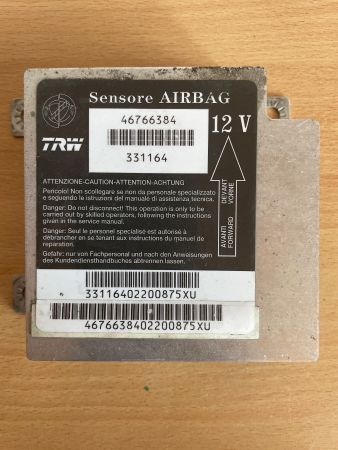 Sensore AIRBAG
46766384
TRW
331164
12 V
AVANTI DEVANT
FORWARD VORNE
ATTENZIONE-CAUTION-ATTENTION-ACHTUNG
Pericolo! Non scollegare se non da personale specializzato
e seguendo le istruzioni del manuale di assistenza tecnica.
Danger: Do not disconnect! This operation is only to be
carried out by skilled operators, following the instructions
given in the service manual.
Danger: Seul le personel specialisé est autorisé à
débrancher en se tenant aux instructions du manuel de
reparation.
Gefahr: nur von Fachpersonal und nach den Anweisungen
des Kundendiensthandbuches abtrennen lassen.
33116402200875XU
4676638402200875XU